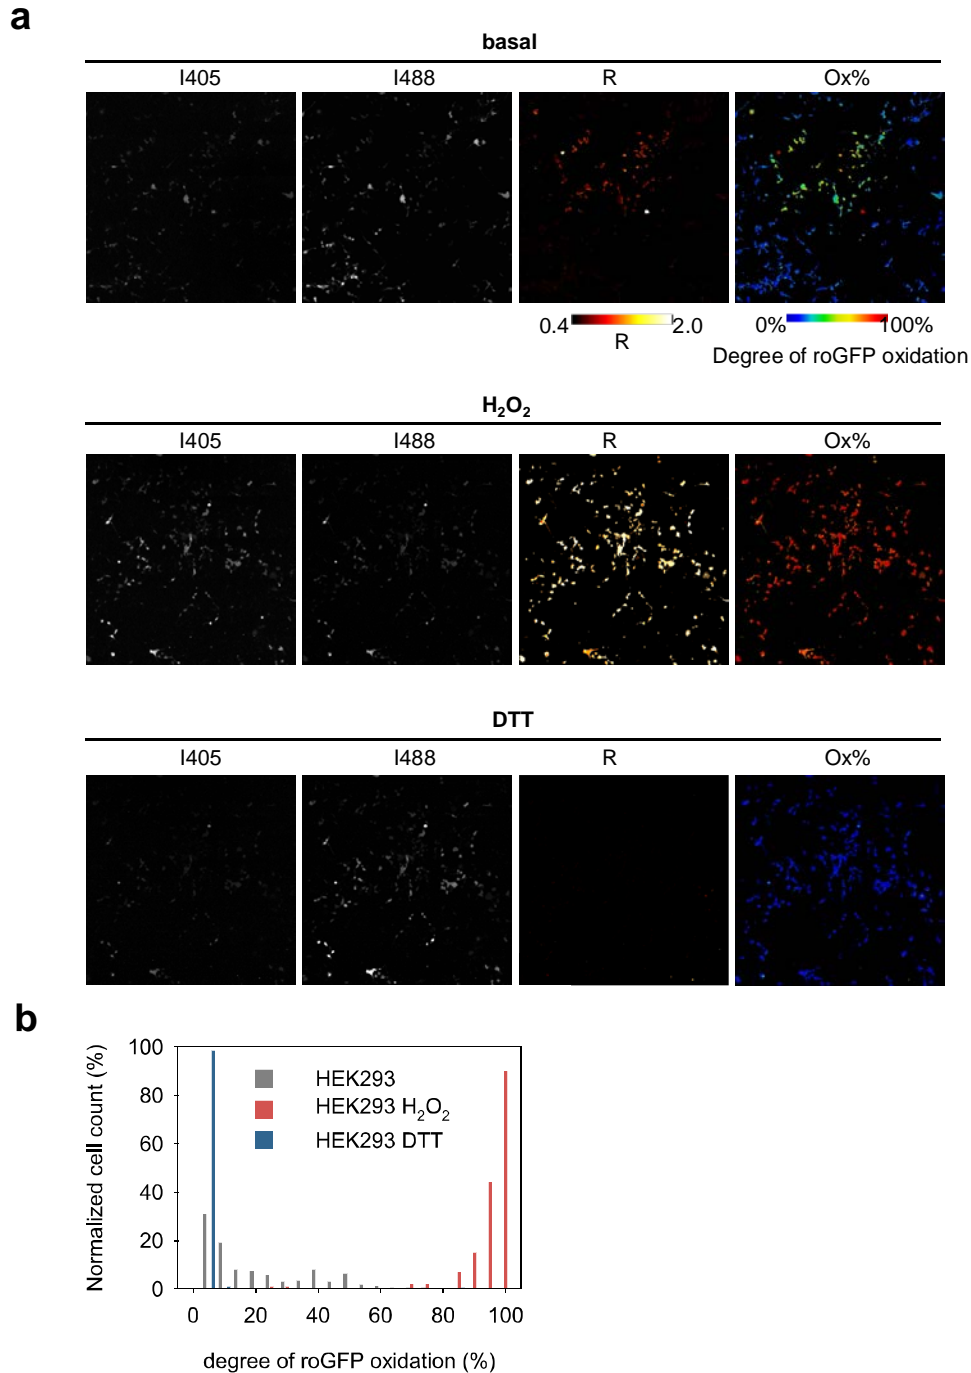 a
basal
I405 I488 R Ox%
0.4 2.0 0% 100%
R
Degree of roGFP oxidation
H₂O₂
I405 I488 R Ox%
DTT
I405 I488 R Ox%
b
Normalized cell count (%)
100
80
60
40
20
0
HEK293
HEK293 H₂O₂
HEK293 DTT
0 20 40 60 80 100
degree of roGFP oxidation (%)